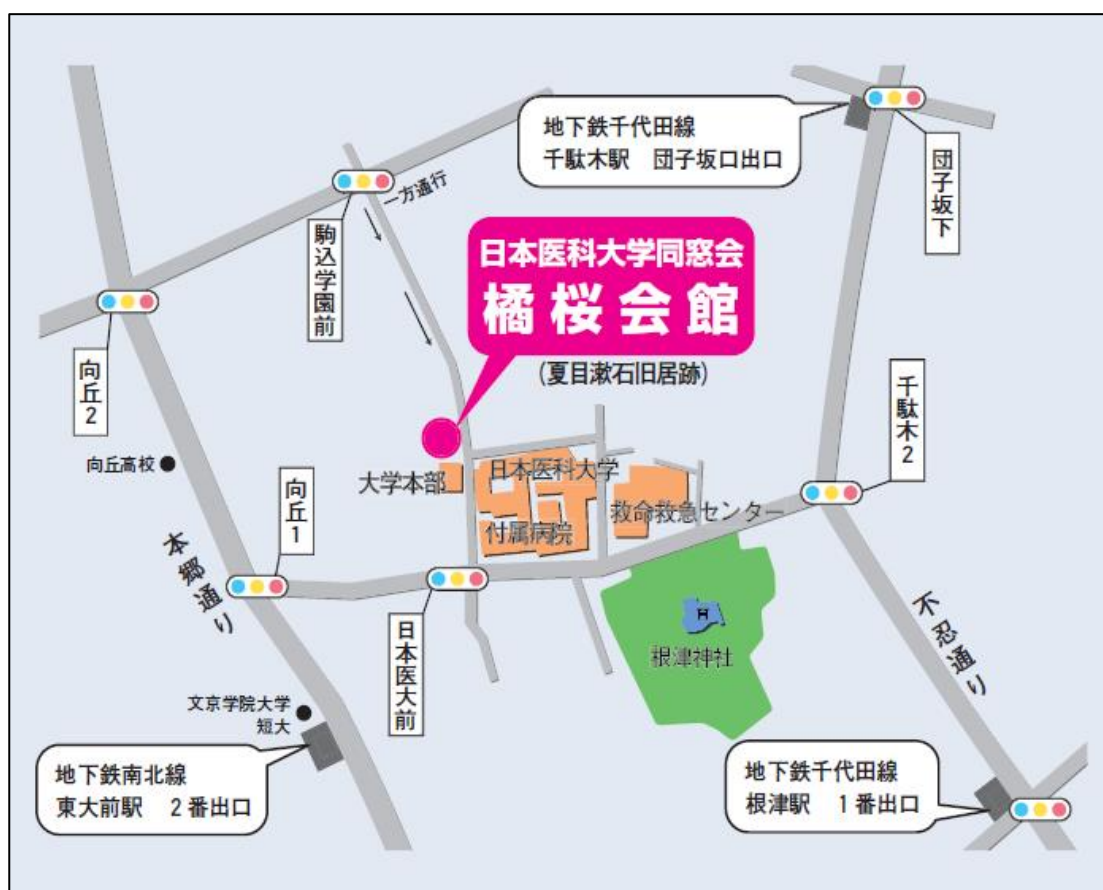 地下鉄千代田線
千駄木駅 団子坂口出口
団子坂下
一方通行
駒込学園前
日本医科大学同窓会
橘桜会館
(夏目漱石旧居跡)
向丘2
千駄木2
向丘高校
大学本部
日本医科大学
付属病院
救命救急センター
向丘1
本郷通り
日本医大前
根津神社
不忍通り
文京学院大学
短大
地下鉄南北線
東大前駅 2番出口
地下鉄千代田線
根津駅 1番出口